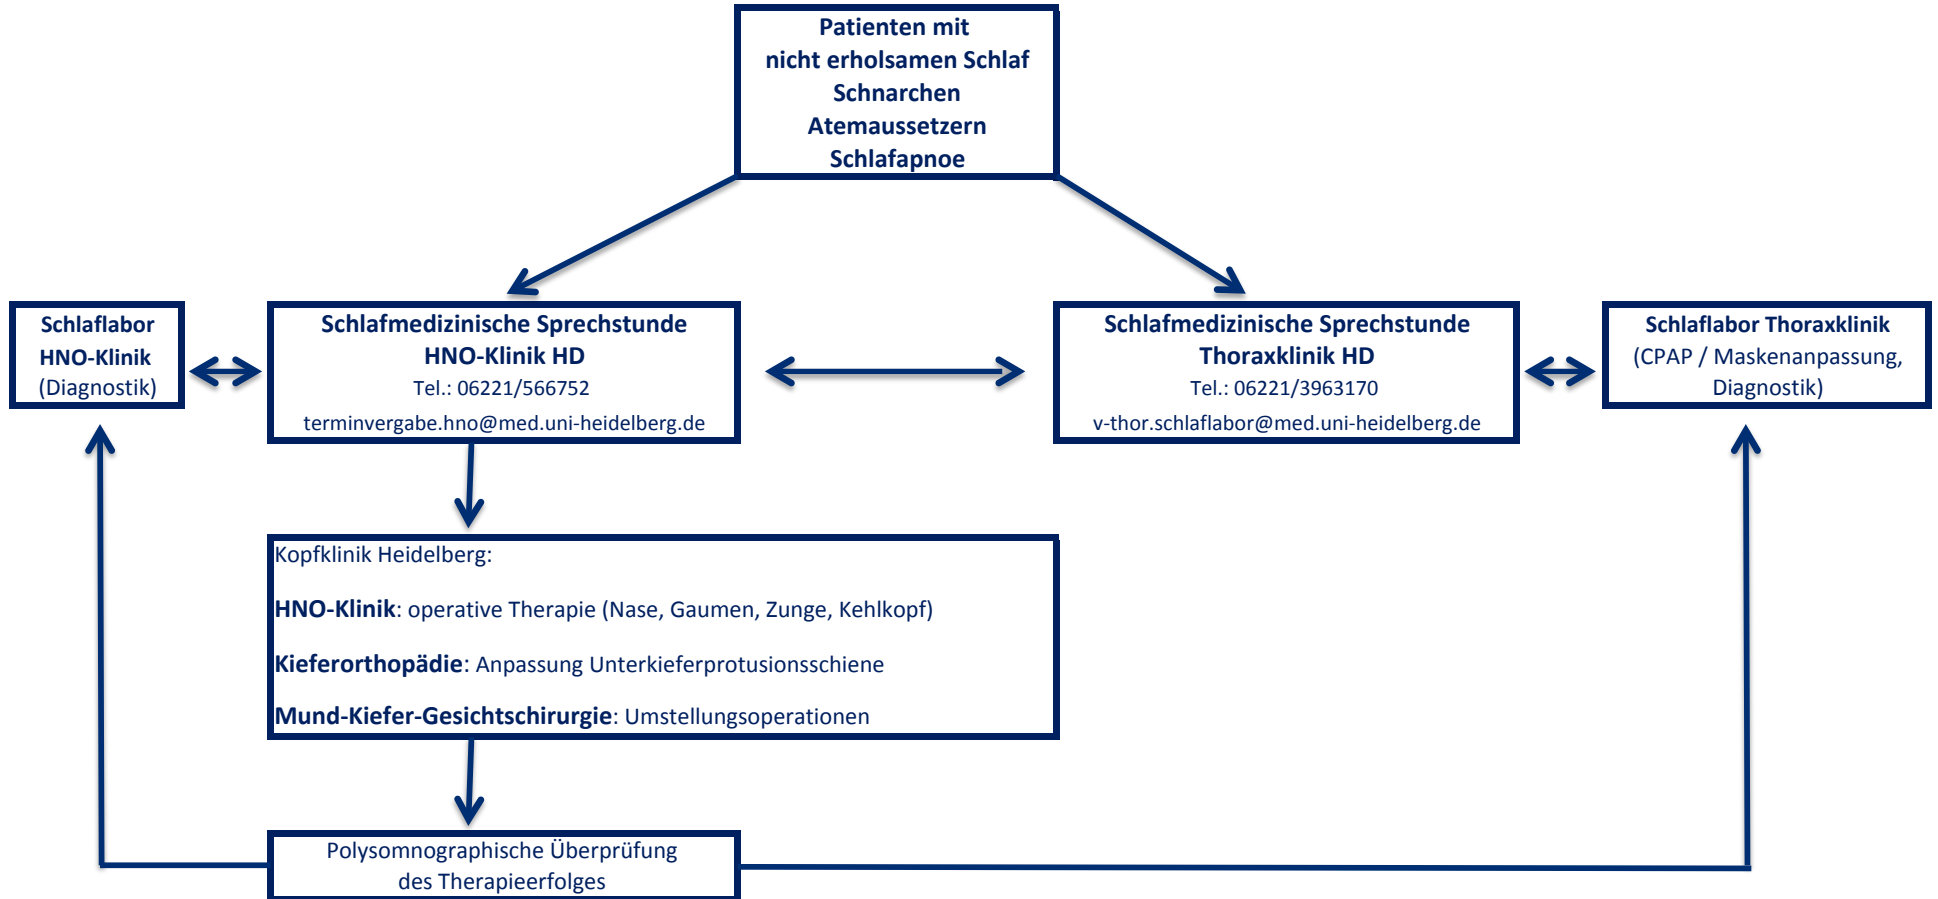 Patienten mit
nicht erholsamen Schlaf
Schnarchen
Atemaussetzern
Schlafapnoe
Schlaflabor
HNO-Klinik
(Diagnostik)
Schlafmedizinische Sprechstunde
HNO-Klinik HD
Tel.: 06221/566752
terminvergabe.hno@med.uni-heidelberg.de
Schlafmedizinische Sprechstunde
Thoraxklinik HD
Tel.: 06221/3963170
v-thor.schlaflabor@med.uni-heidelberg.de
Schlaflabor Thoraxklinik
(CPAP / Maskenanpassung,
Diagnostik)
Kopfklinik Heidelberg:
HNO-Klinik: operative Therapie (Nase, Gaumen, Zunge, Kehlkopf)
Kieferorthopädie: Anpassung Unterkieferprotusionsschiene
Mund-Kiefer-Gesichtschirurgie: Umstellungsoperationen
Polysomnographische Überprüfung
des Therapieerfolges